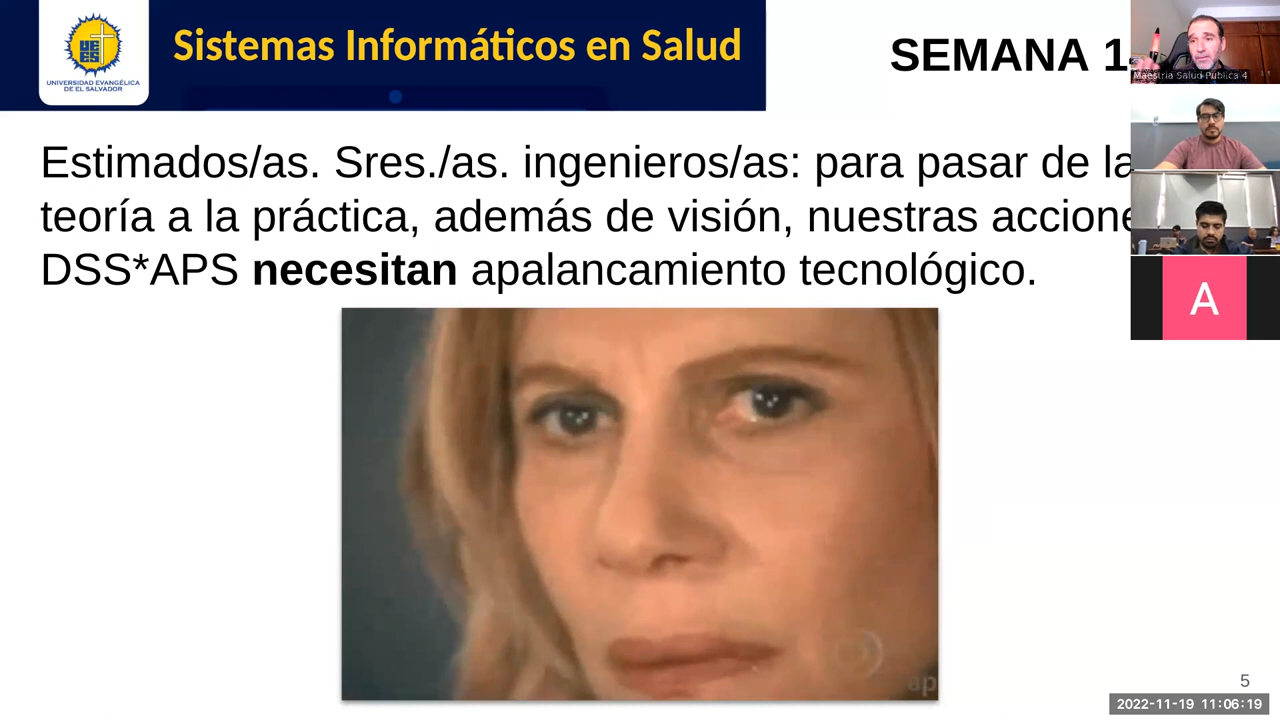 Sistemas Informáticos en Salud
SEMANA 1
UNIVERSIDAD EVANGÉLICA
DE EL SALVADOR
Maestria Salud Publica 4
Estimados/as. Sres./as. ingenieros/as: para pasar de la
teoría a la práctica, además de visión, nuestras accione
DSS*APS necesitan apalancamiento tecnológico.
A
5
2022-11-19 11:06:19